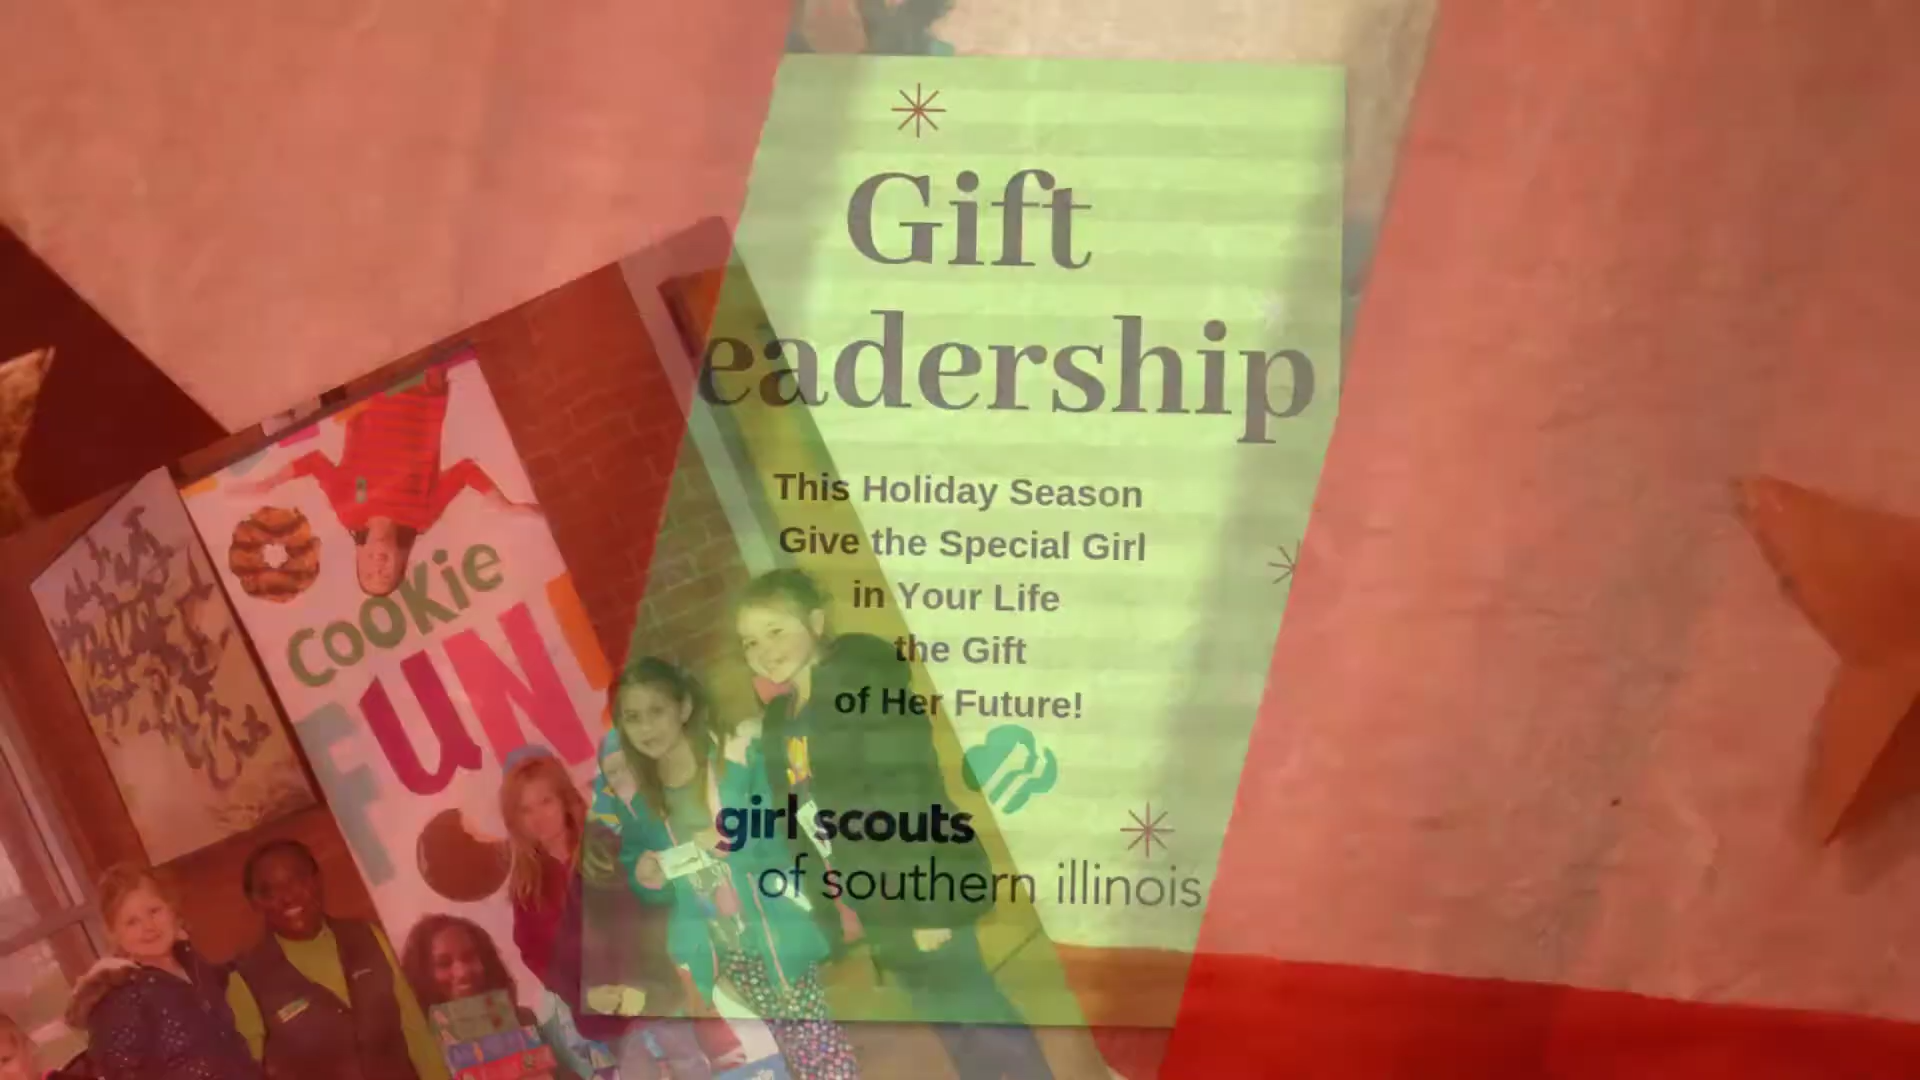 Gift
eadership
This Holiday Season
Give the Special Girl
in Your Life
the Gift
of Her Future!
girl scouts
of southern illinois
COOKie
FUN!